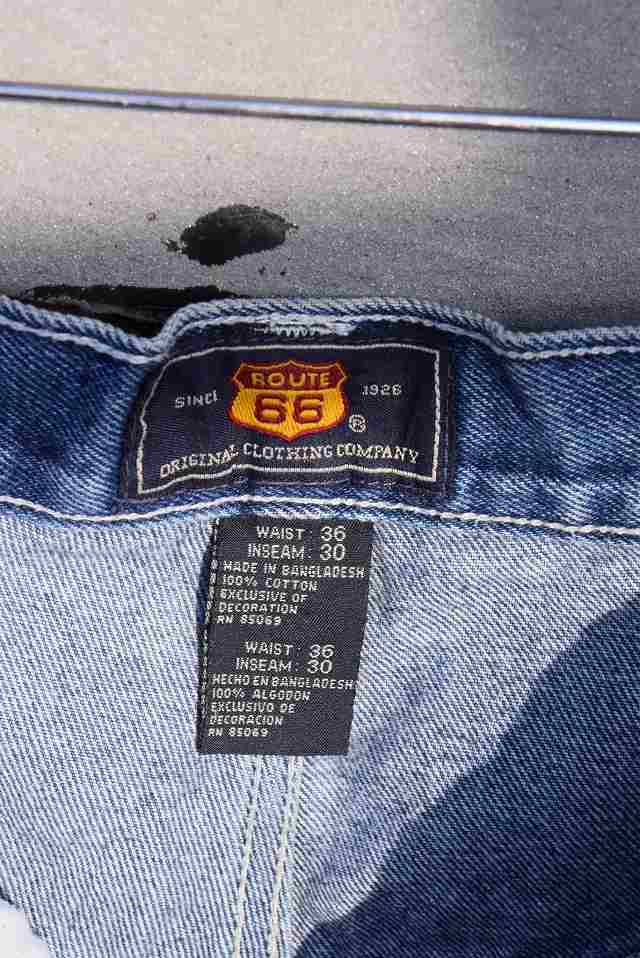 SINCE ROUTE 66 1926 ®
ORIGINAL CLOTHING COMPANY
WAIST: 36
INSEAM: 30
MADE IN BANGLADESH
100% COTTON
EXCLUSIVE OF
DECORATION
RN 85069
WAIST: 36
INSEAM: 30
HECHO EN BANGLADESH
100% ALGODON
EXCLUSIVO DE
DECORACION
RN 85069